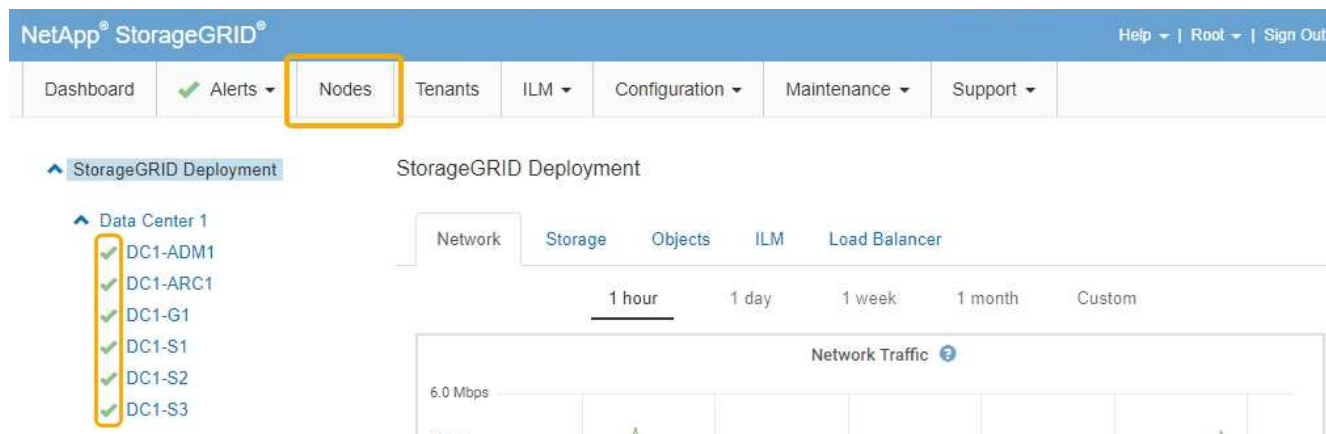 NetApp® StorageGRID®
Help | Root | Sign Out
Dashboard Alerts Nodes Tenants ILM Configuration Maintenance Support
StorageGRID Deployment
StorageGRID Deployment
Data Center 1
DC1-ADM1
DC1-ARC1
DC1-G1
DC1-S1
DC1-S2
DC1-S3
Network Storage Objects ILM Load Balancer
1 hour 1 day 1 week 1 month Custom
Network Traffic ?
6.0 Mbps